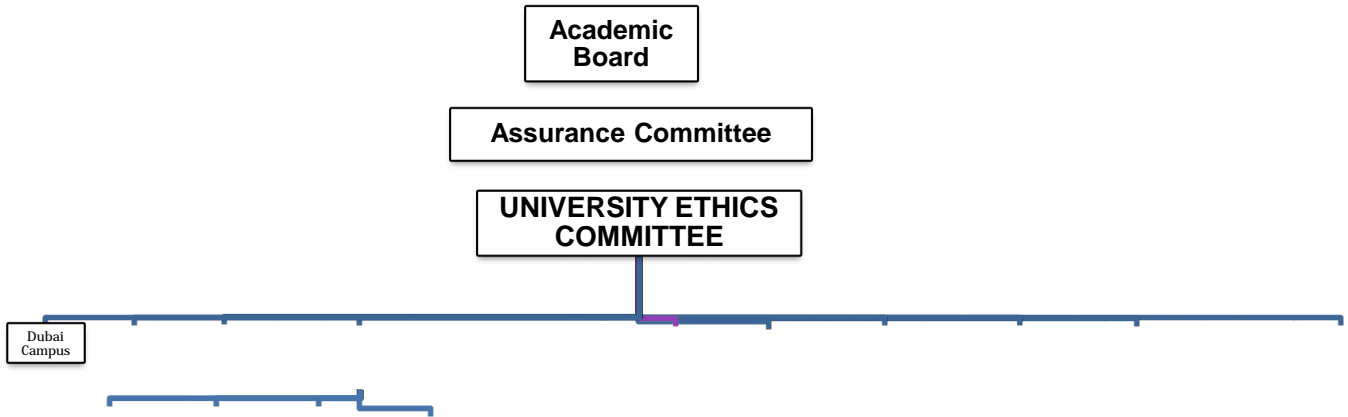 Academic
Board
Assurance Committee
UNIVERSITY ETHICS
COMMITTEE
Dubai
Campus